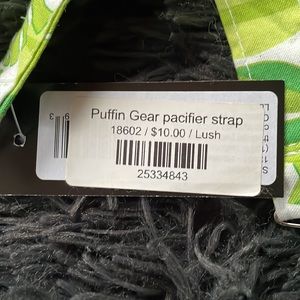 Puffin Gear pacifier strap
18602 / $10.00 / Lush
25334843